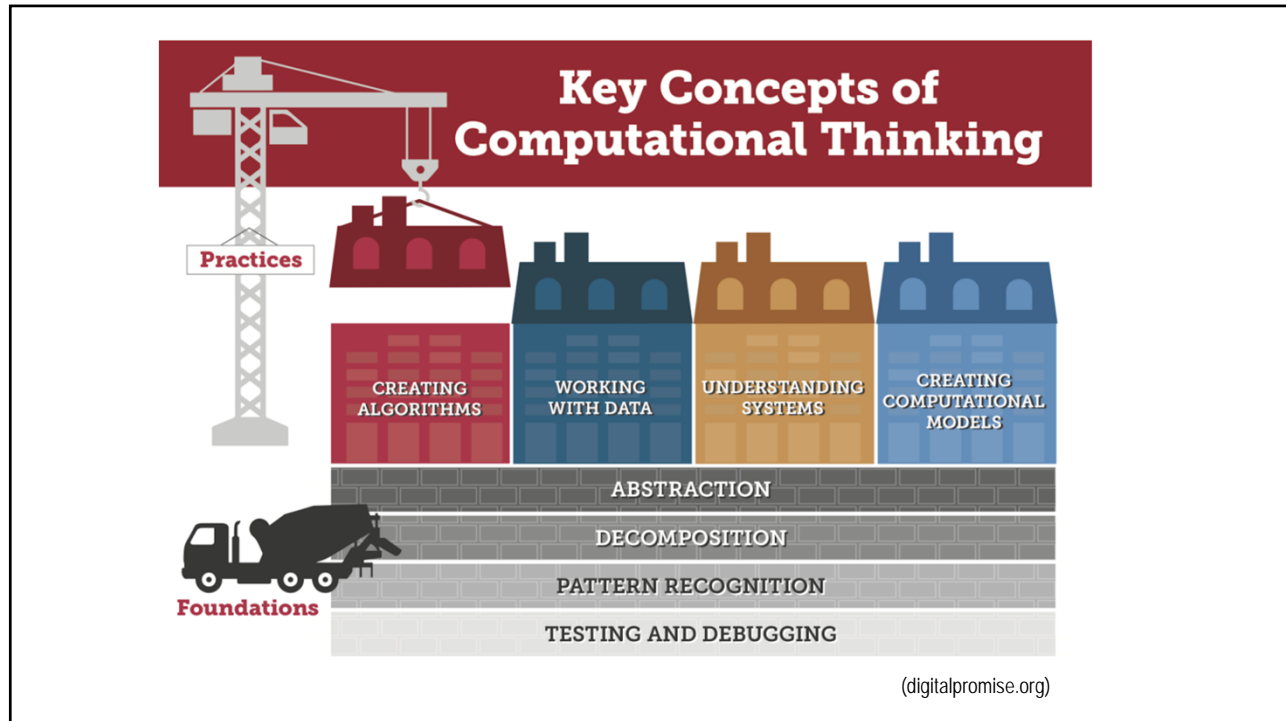 Key Concepts of
Computational Thinking
Practices
CREATING
ALGORITHMS
WORKING
WITH DATA
UNDERSTANDING
SYSTEMS
CREATING
COMPUTATIONAL
MODELS
ABSTRACTION
DECOMPOSITION
PATTERN RECOGNITION
TESTING AND DEBUGGING
Foundations
(digitalpromise.org)